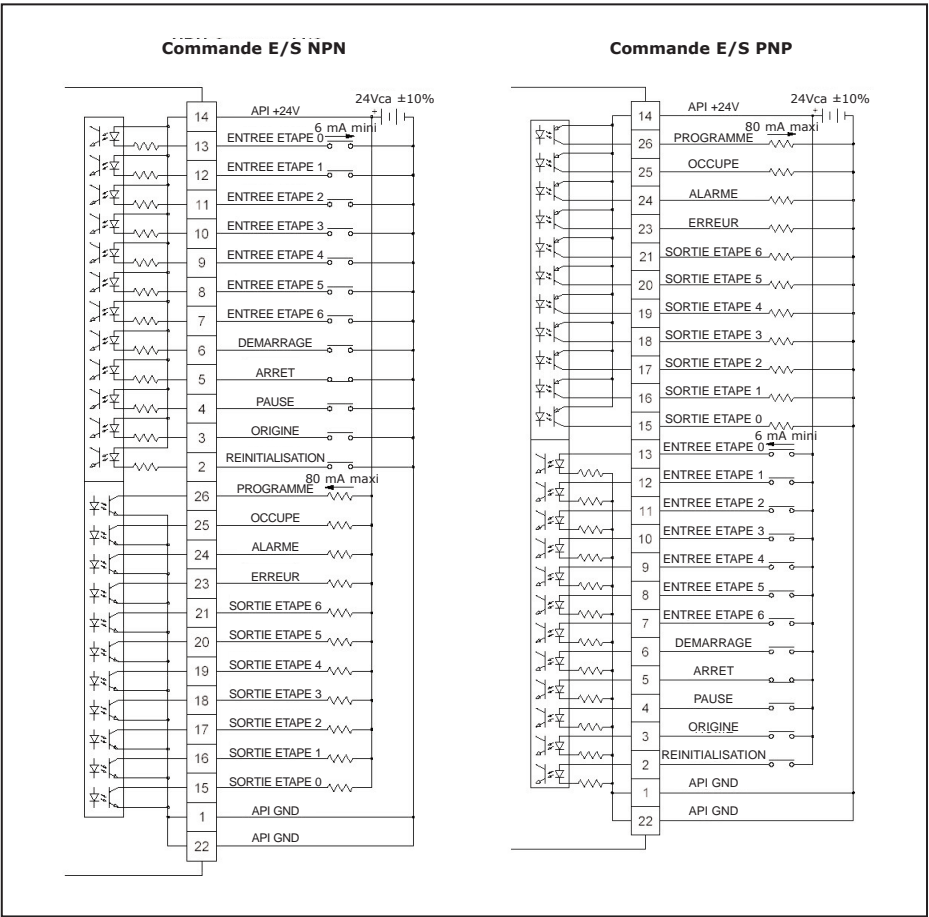 Commande E/S NPN
24Vca ±10%
+
14 API +24V
6 mA mini
13 ENTREE ETAPE 0
12 ENTREE ETAPE 1
11 ENTREE ETAPE 2
10 ENTREE ETAPE 3
9 ENTREE ETAPE 4
8 ENTREE ETAPE 5
7 ENTREE ETAPE 6
6 DEMARRAGE
5 ARRET
4 PAUSE
3 ORIGINE
2 REINITIALISATION
80 mA maxi
26 PROGRAMME
25 OCCUPE
24 ALARME
23 ERREUR
21 SORTIE ETAPE 6
20 SORTIE ETAPE 5
19 SORTIE ETAPE 4
18 SORTIE ETAPE 3
17 SORTIE ETAPE 2
16 SORTIE ETAPE 1
15 SORTIE ETAPE 0
1 API GND
22 API GND
Commande E/S PNP
24Vca ±10%
+
14 API +24V
80 mA maxi
26 PROGRAMME
25 OCCUPE
24 ALARME
23 ERREUR
21 SORTIE ETAPE 6
20 SORTIE ETAPE 5
19 SORTIE ETAPE 4
18 SORTIE ETAPE 3
17 SORTIE ETAPE 2
16 SORTIE ETAPE 1
15 SORTIE ETAPE 0
6 mA mini
13 ENTREE ETAPE 0
12 ENTREE ETAPE 1
11 ENTREE ETAPE 2
10 ENTREE ETAPE 3
9 ENTREE ETAPE 4
8 ENTREE ETAPE 5
7 ENTREE ETAPE 6
6 DEMARRAGE
5 ARRET
4 PAUSE
3 ORIGINE
2 REINITIALISATION
1 API GND
22 API GND